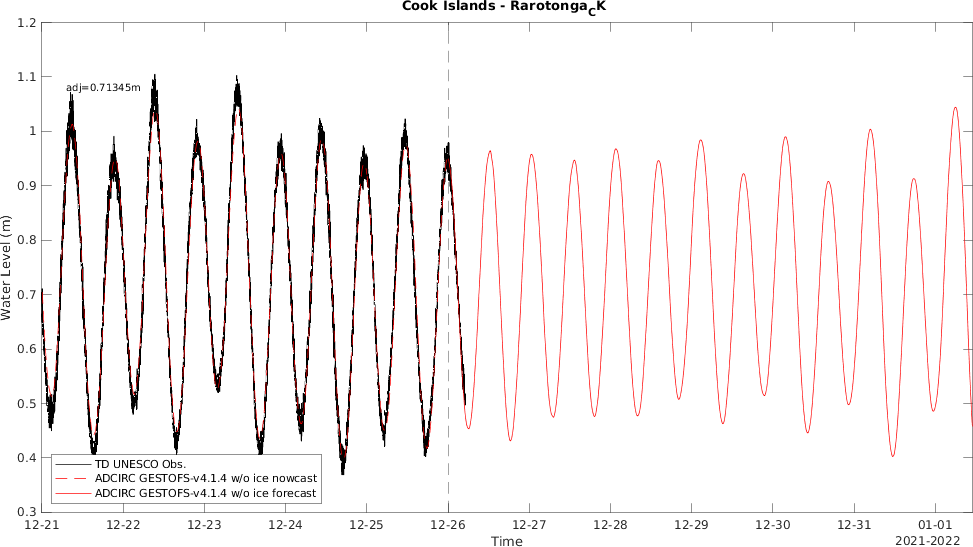 Cook Islands - Rarotonga_CK
1.2
1.1
1
0.9
0.8
0.7
0.6
0.5
0.4
0.3
Water Level (m)
adj=0.71345m
TD UNESCO Obs.
ADCIRC GESTOFS-v4.1.4 w/o ice nowcast
ADCIRC GESTOFS-v4.1.4 w/o ice forecast
12-21 12-22 12-23 12-24 12-25 12-26 12-27 12-28 12-29 12-30 12-31 01-01
Time
2021-2022